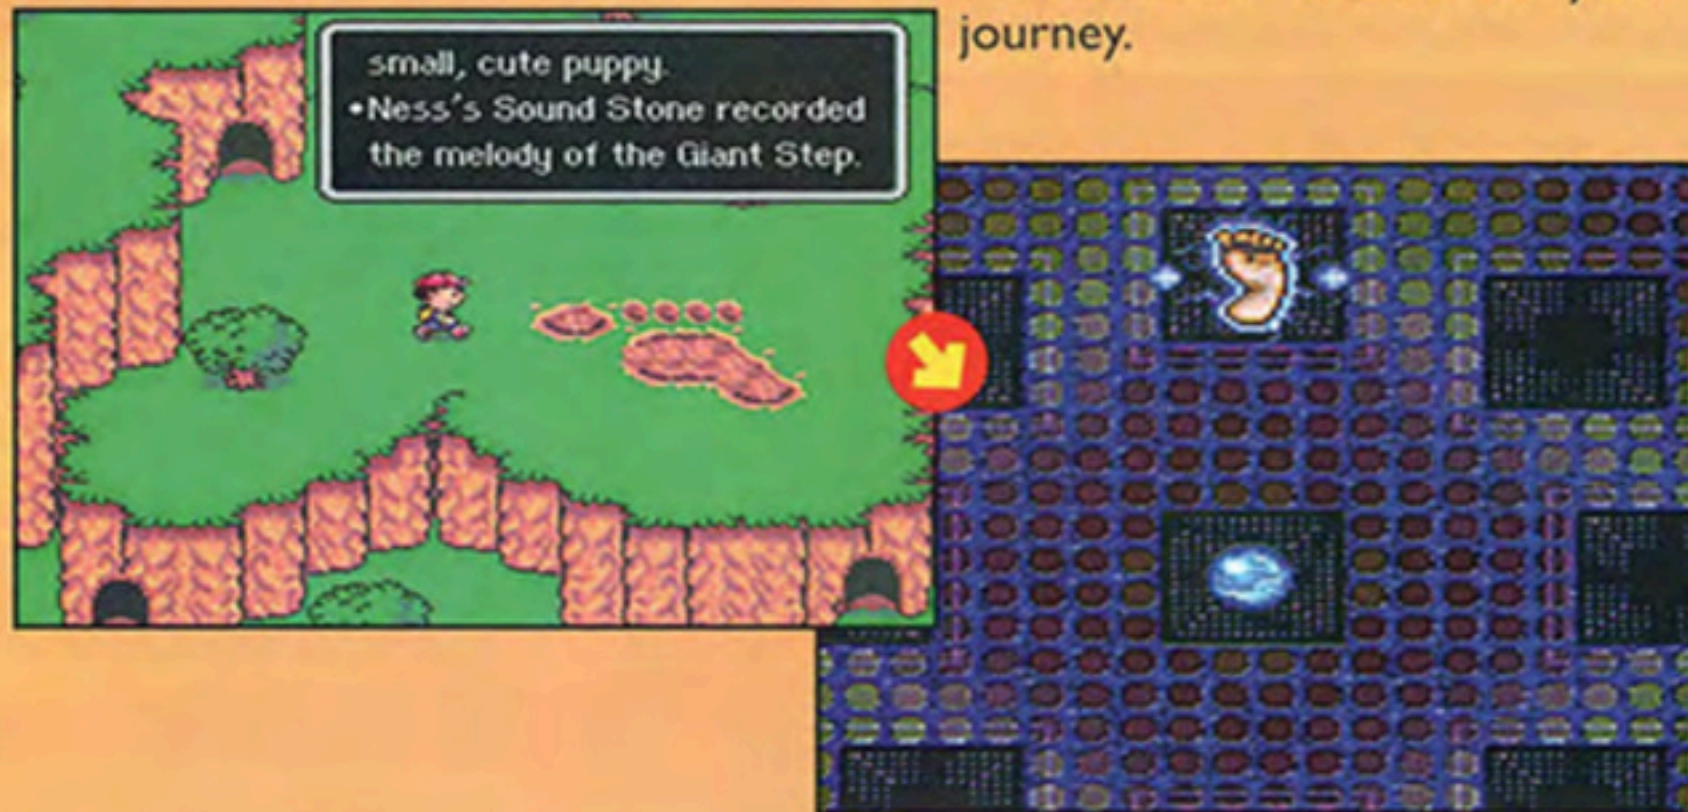 journey.
small, cute puppy.
•Ness's Sound Stone recorded
the melody of the Giant Step.